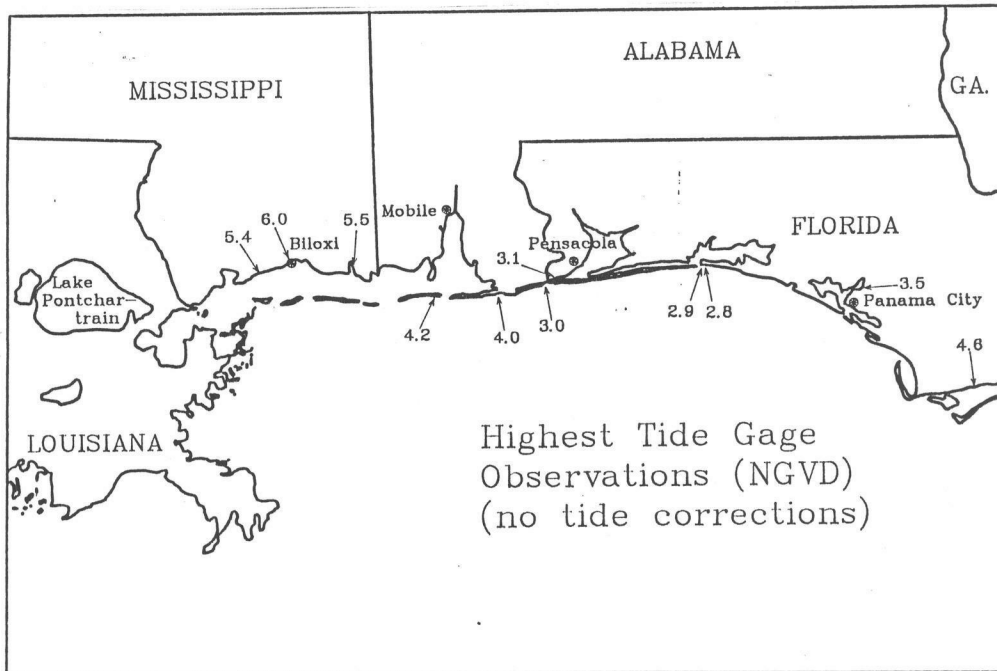 ALABAMA
MISSISSIPPI
GA.
Mobile
6.0
5.5
5.4
Biloxi
Pensacola
FLORIDA
3.1
Lake
Pontchar-
train
3.5
Panama City
4.2
4.0
3.0
2.9
2.8
4.6
LOUISIANA
Highest Tide Gage
Observations (NGVD)
(no tide corrections)